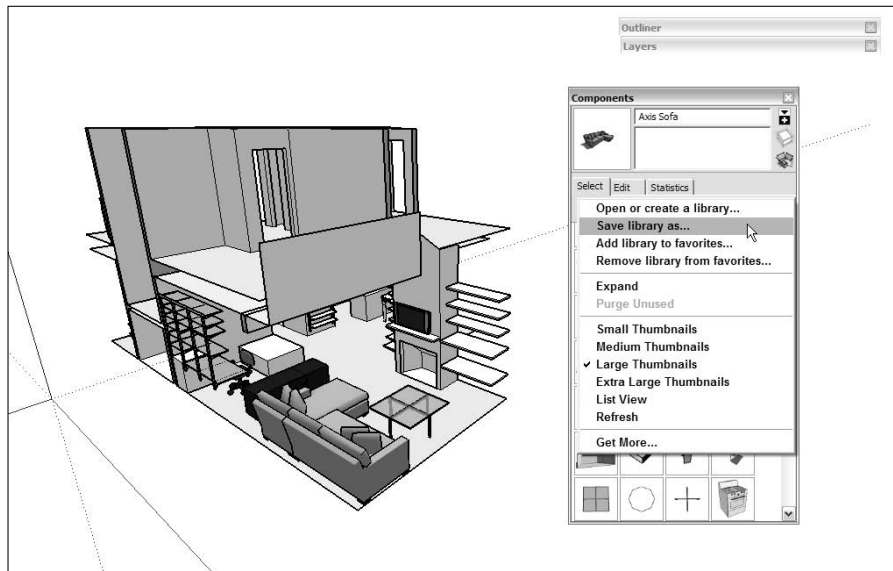 Outliner
Layers
Components
Axis Sofa
Select Edit Statistics
Open or create a library...
Save library as...
Add library to favorites...
Remove library from favorites...
Expand
Purge Unused
Small Thumbnails
Medium Thumbnails
Large Thumbnails
Extra Large Thumbnails
List View
Refresh
Get More...